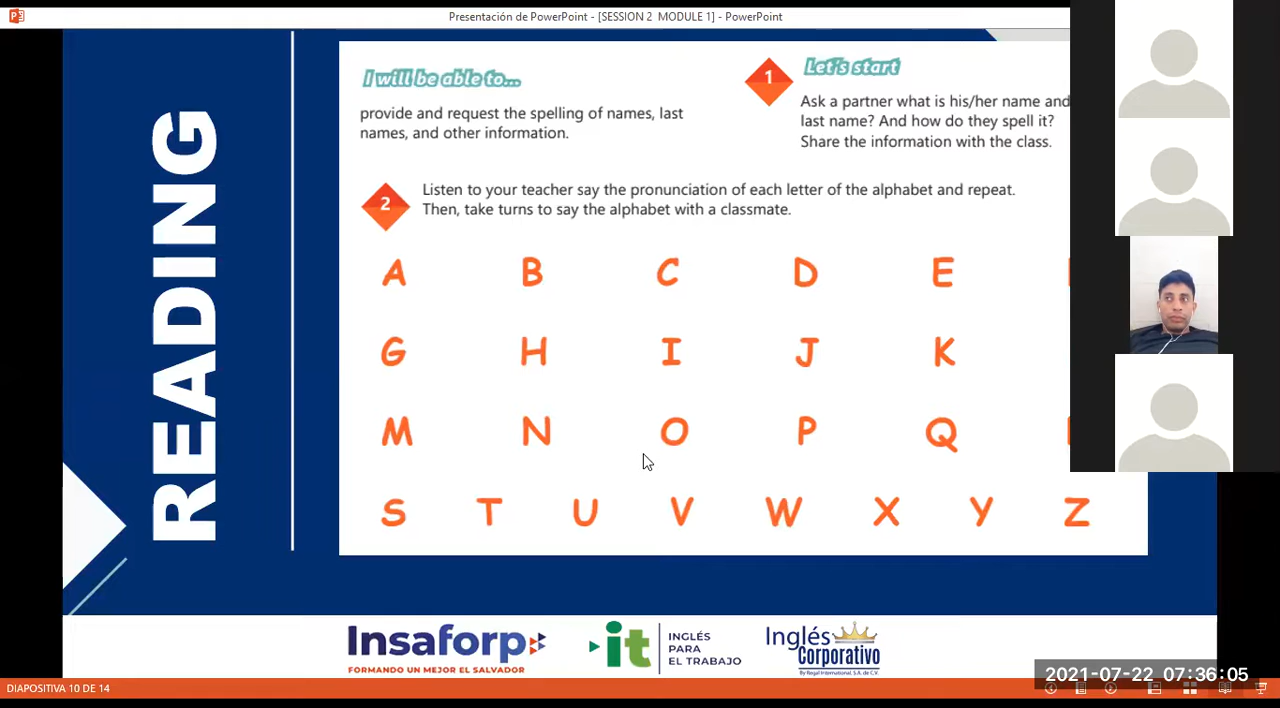 Presentación de PowerPoint - [SESSION 2 MODULE 1] - PowerPoint
READING
I will be able to...
provide and request the spelling of names, last
names, and other information.
1
Let's start
Ask a partner what is his/her name and
last name? And how do they spell it?
Share the information with the class.
2
Listen to your teacher say the pronunciation of each letter of the alphabet and repeat.
Then, take turns to say the alphabet with a classmate.
A B C D E
G H I J K
M N O P Q
S T U V W X Y Z
Insaforp
FORMANDO UN MEJOR EL SALVADOR
it
INGLÉS
PARA
EL TRABAJO
Inglés
Corporativo
By Regal International, S.A. de C.V.
2021-07-22 07:36:05
DIAPOSITIVA 10 DE 14